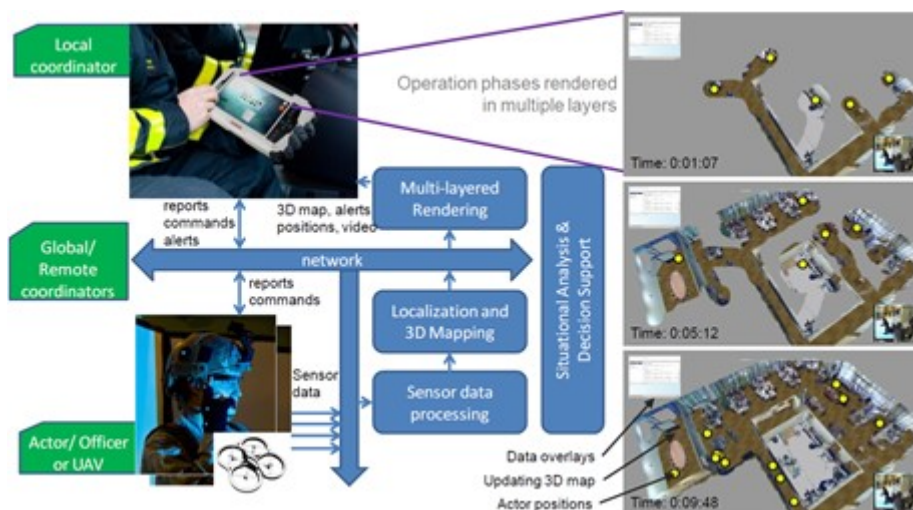 Local
coordinator
Operation phases rendered
in multiple layers
Time: 0:01:07
Multi-layered
Rendering
reports
commands
alerts
3D map, alerts
positions, video
Global/
Remote
coordinators
network
reports
commands
Localization and
3D Mapping
Situational Analysis &
Decision Support
Time: 0:05:12
Sensor
data
Sensor data
processing
Actor/ Officer
or UAV
Data overlays
Updating 3D map
Actor positions
Time: 0:09:48